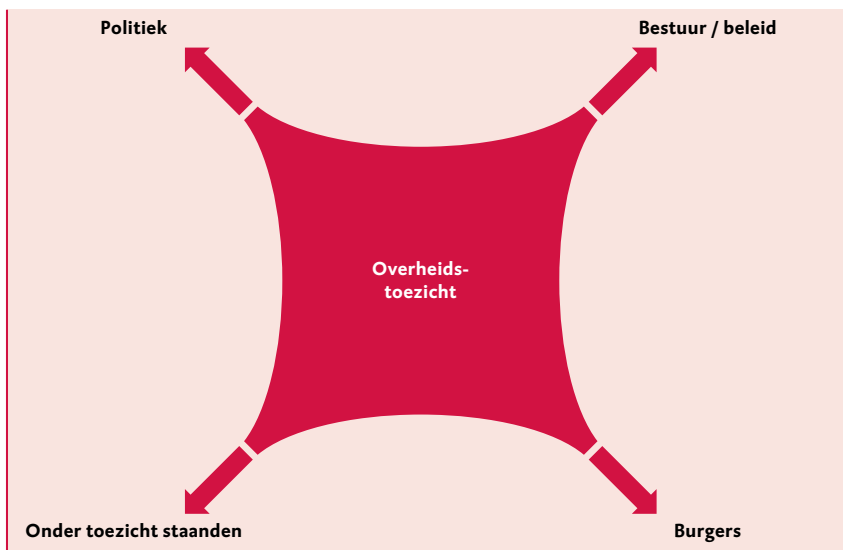 Politiek
Bestuur / beleid
Overheids-
toezicht
Onder toezicht staanden
Burgers